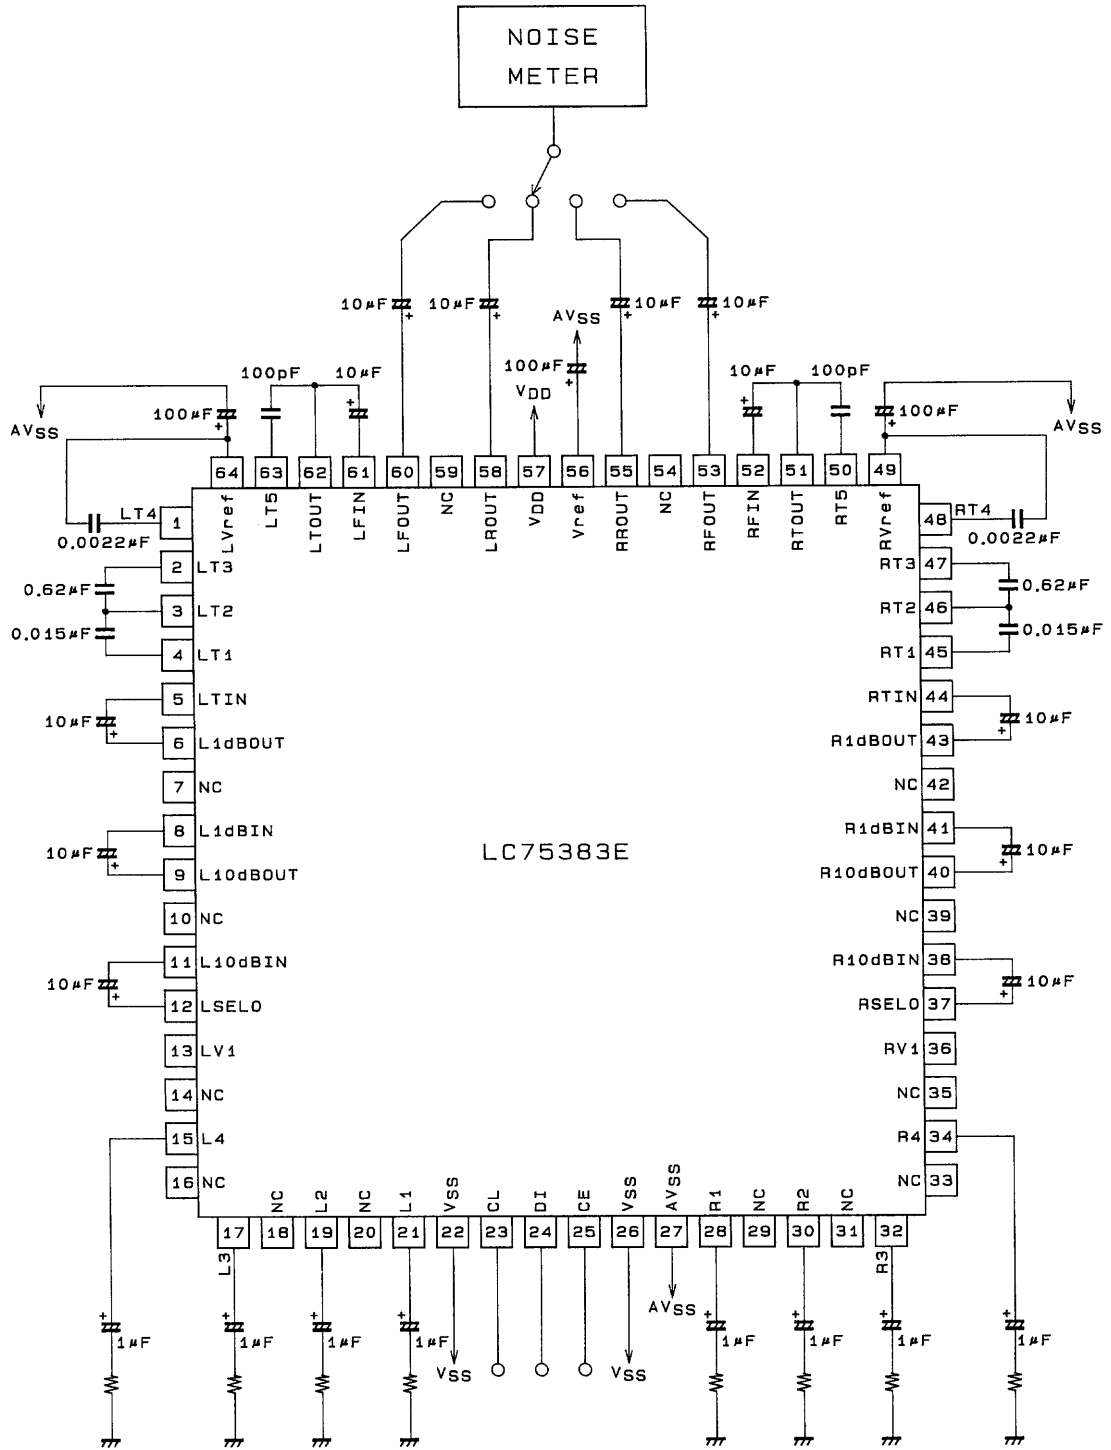 NOISE
METER
10μF 10μF 10μF 10μF
AVSS
100μF
VDD
100pF 10μF 10μF 100pF
AVSS 100μF 100μF AVSS
64 63 62 61 60 59 58 57 56 55 54 53 52 51 50 49
LVref LT5 LTOUT LFIN LFOUT NC LROUT VDD Vref RROUT NC RFOUT RFIN RTOUT RT5 RVref
LT4 1 48 RT4
0.0022μF 0.0022μF
2 LT3 RT3 47
0.62μF 0.62μF
3 LT2 RT2 46
0.015μF 0.015μF
4 LT1 RT1 45
5 LTIN RTIN 44
10μF 10μF
6 L1dBOUT R1dBOUT 43
7 NC NC 42
8 L1dBIN R1dBIN 41
10μF LC75383E 10μF
9 L10dBOUT R10dBOUT 40
10 NC NC 39
11 L10dBIN R10dBIN 38
10μF 10μF
12 LSELO RSELO 37
13 LV1 RV1 36
14 NC NC 35
15 L4 R4 34
16 NC NC 33
NC L2 NC L1 VSS CL DI CE VSS AVSS R1 NC R2 NC
17 18 19 20 21 22 23 24 25 26 27 28 29 30 31 32
L3 R3
AVSS
1μF 1μF 1μF 1μF 1μF 1μF 1μF 1μF
VSS VSS
+ + + + + + + + + + + + + + + + + + + + + + + +